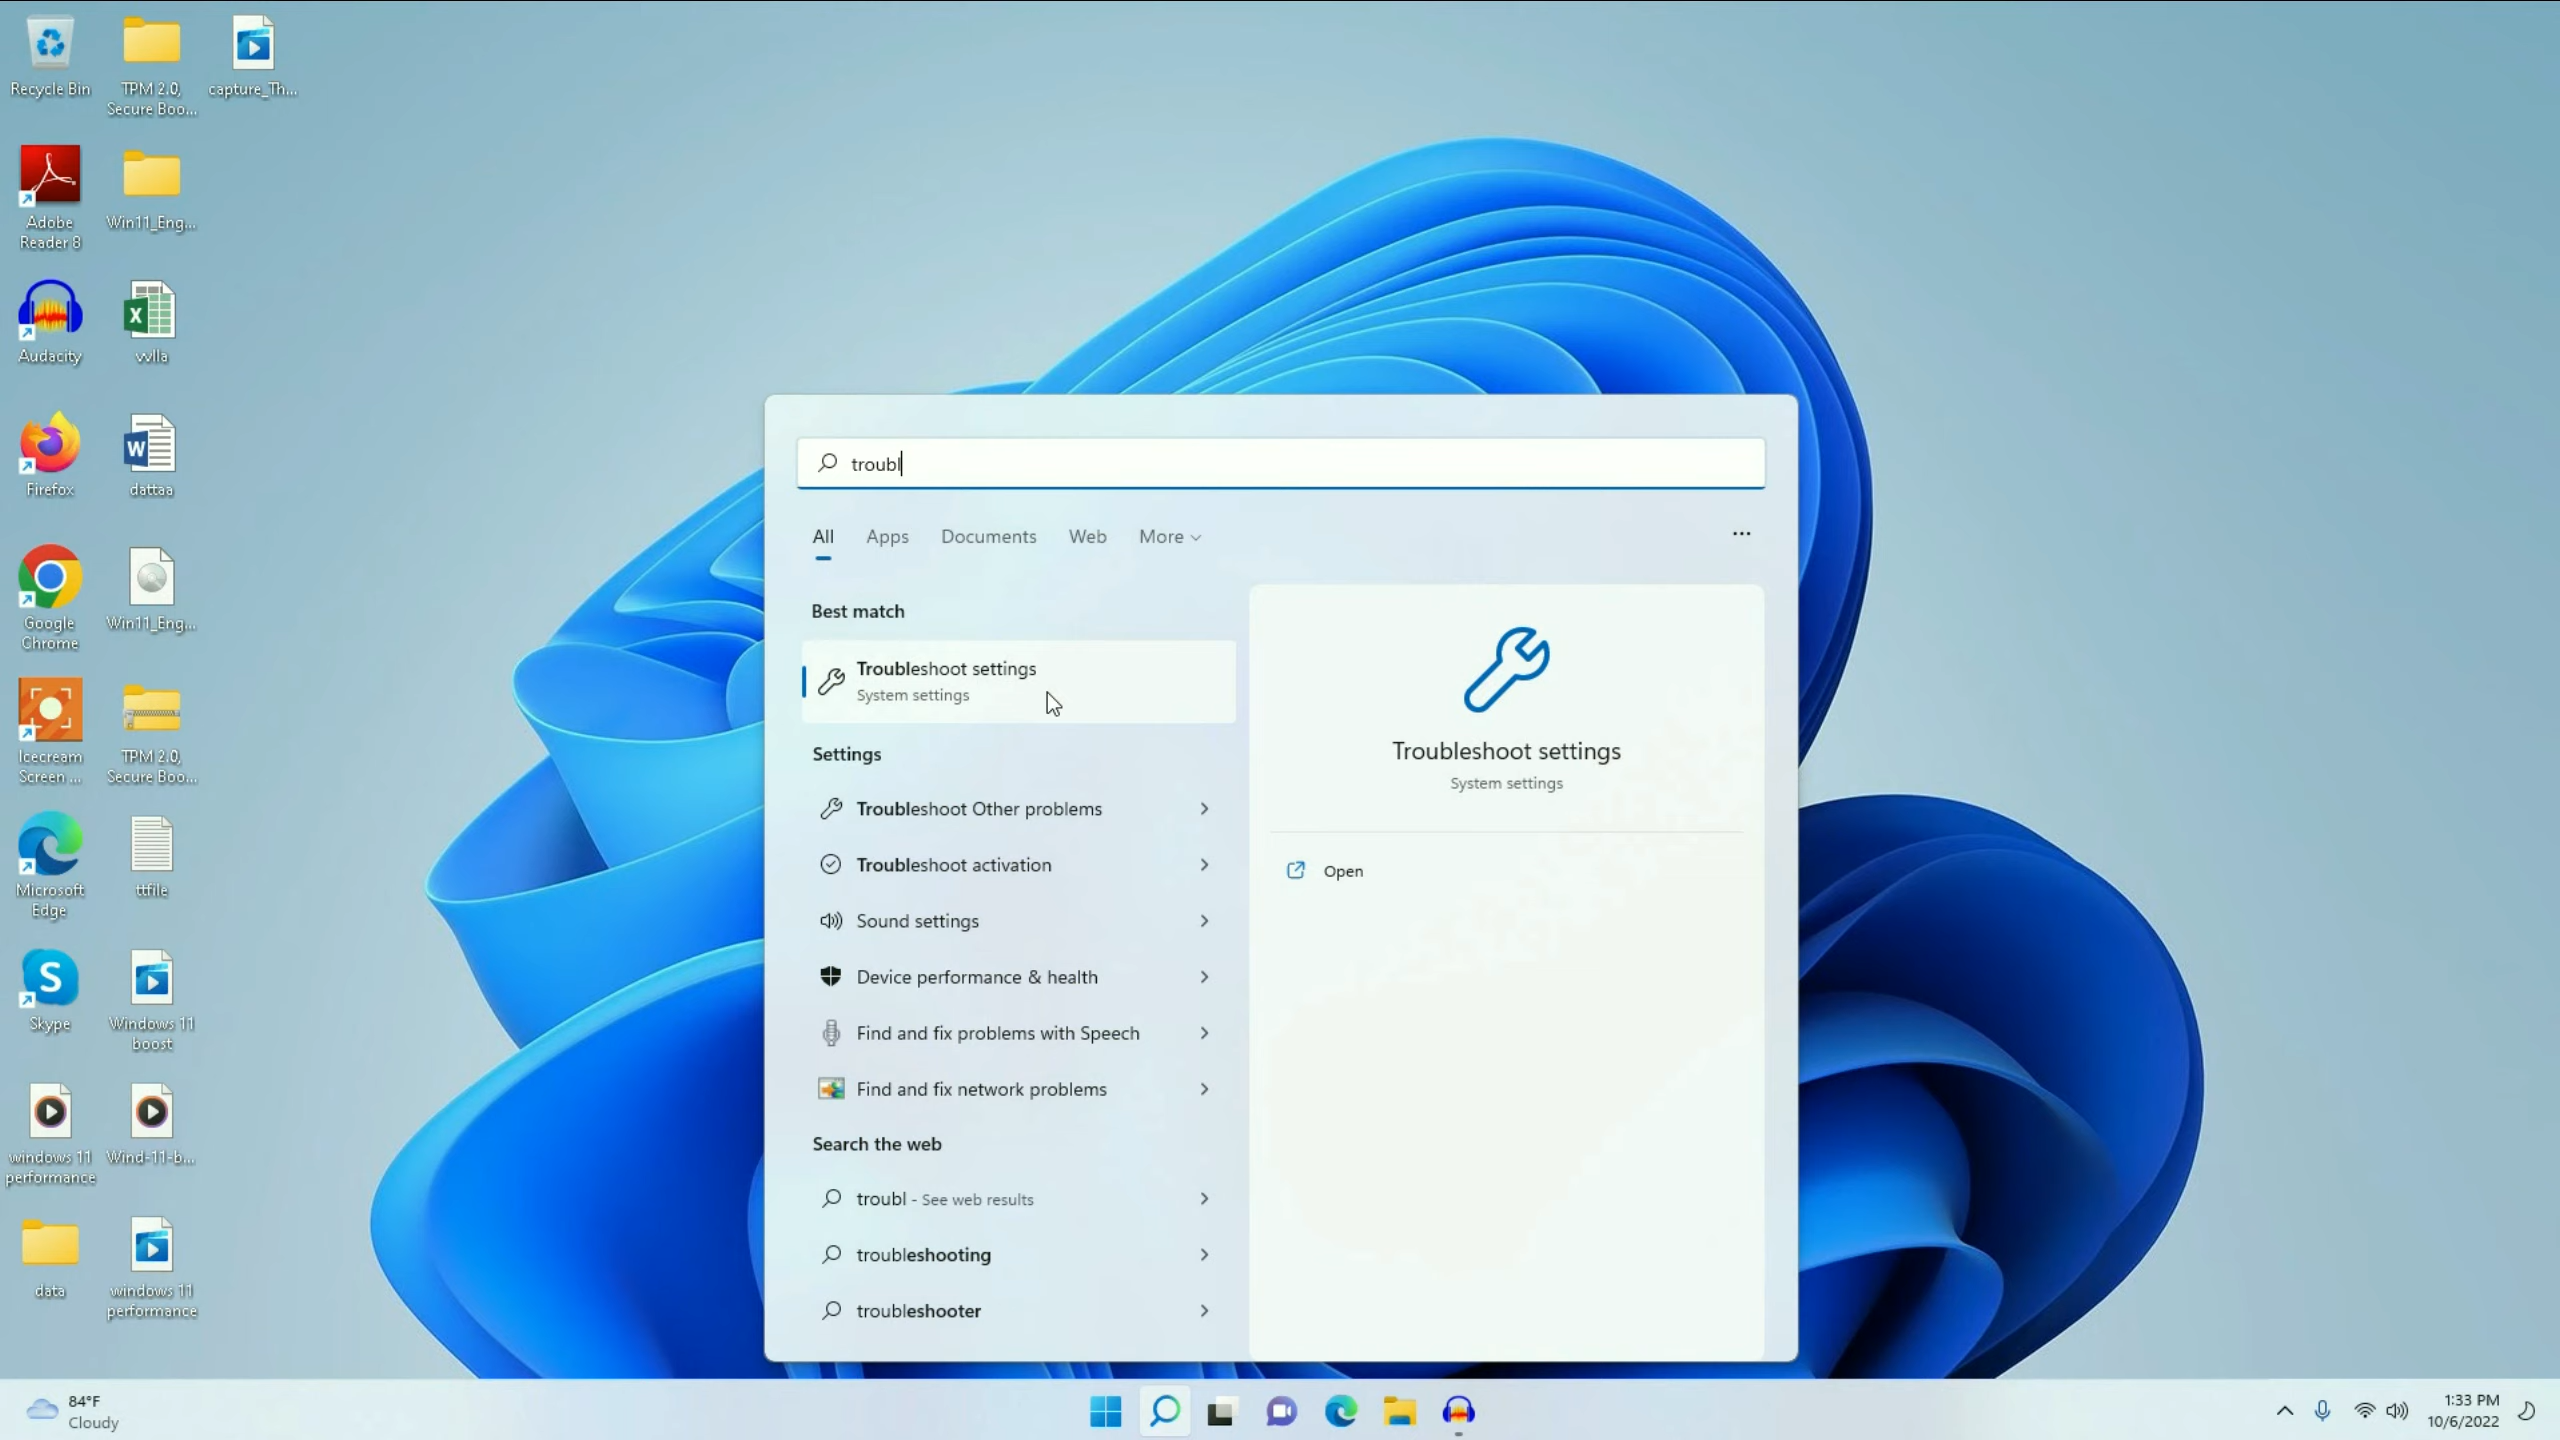 Recycle Bin
TPM 2.0,
Secure Boo...
capture_Th...
Adobe
Reader 8
Win11_Eng...
Audacity
vvlla
Firefox
dattaa
Google
Chrome
Win11_Eng...
Icecream
Screen ...
TPM 2.0,
Secure Boo...
Microsoft
Edge
ttfile
Skype
Windows 11
boost
windows 11
performance
Wind-11-b...
data
windows 11
performance
troubl
All Apps Documents Web More
Best match
Troubleshoot settings
System settings
Settings
Troubleshoot Other problems
Troubleshoot activation
Sound settings
Device performance & health
Find and fix problems with Speech
Find and fix network problems
Search the web
troubl - See web results
troubleshooting
troubleshooter
Troubleshoot settings
System settings
Open
84°F
Cloudy
1:33 PM
10/6/2022